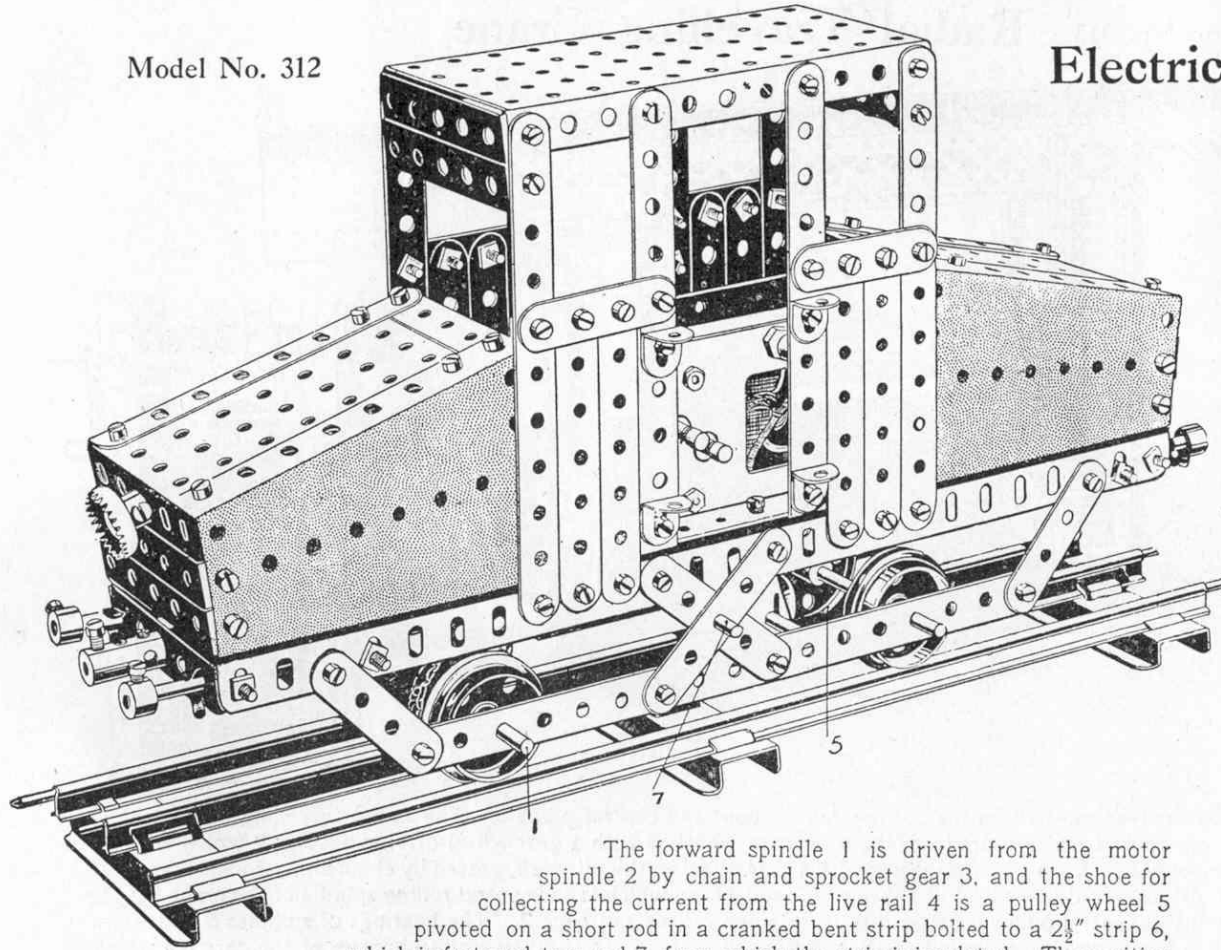 Model No. 312
Electric
5
7
1
The forward spindle 1 is driven from the motor
spindle 2 by chain and sprocket gear 3, and the shoe for
collecting the current from the live rail 4 is a pulley wheel 5
pivoted on a short rod in a cranked bent strip bolted to a 2½" strip 6,